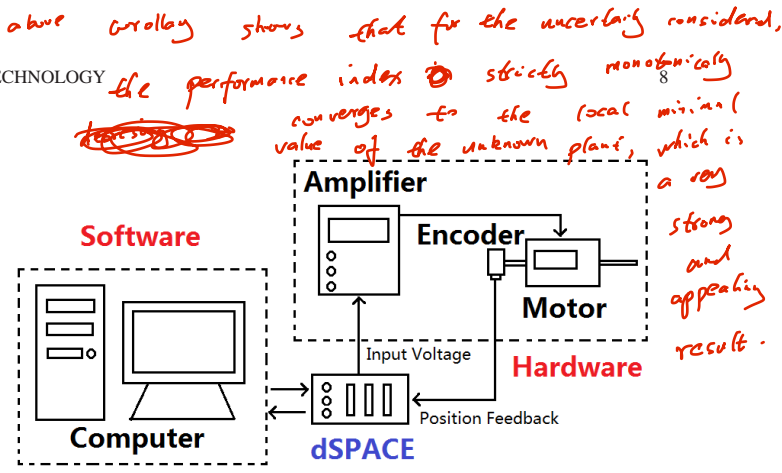 above corollay shows that for the uncertaity considered,
ECHNOLOGY
8
the performance index is strictly monotonically
converges to the local minimal
value of the unknown plant, which is
a very
strong
and
appealing
result.
Amplifier
Software
Encoder
Motor
Input Voltage
Hardware
Position Feedback
Computer
dSPACE